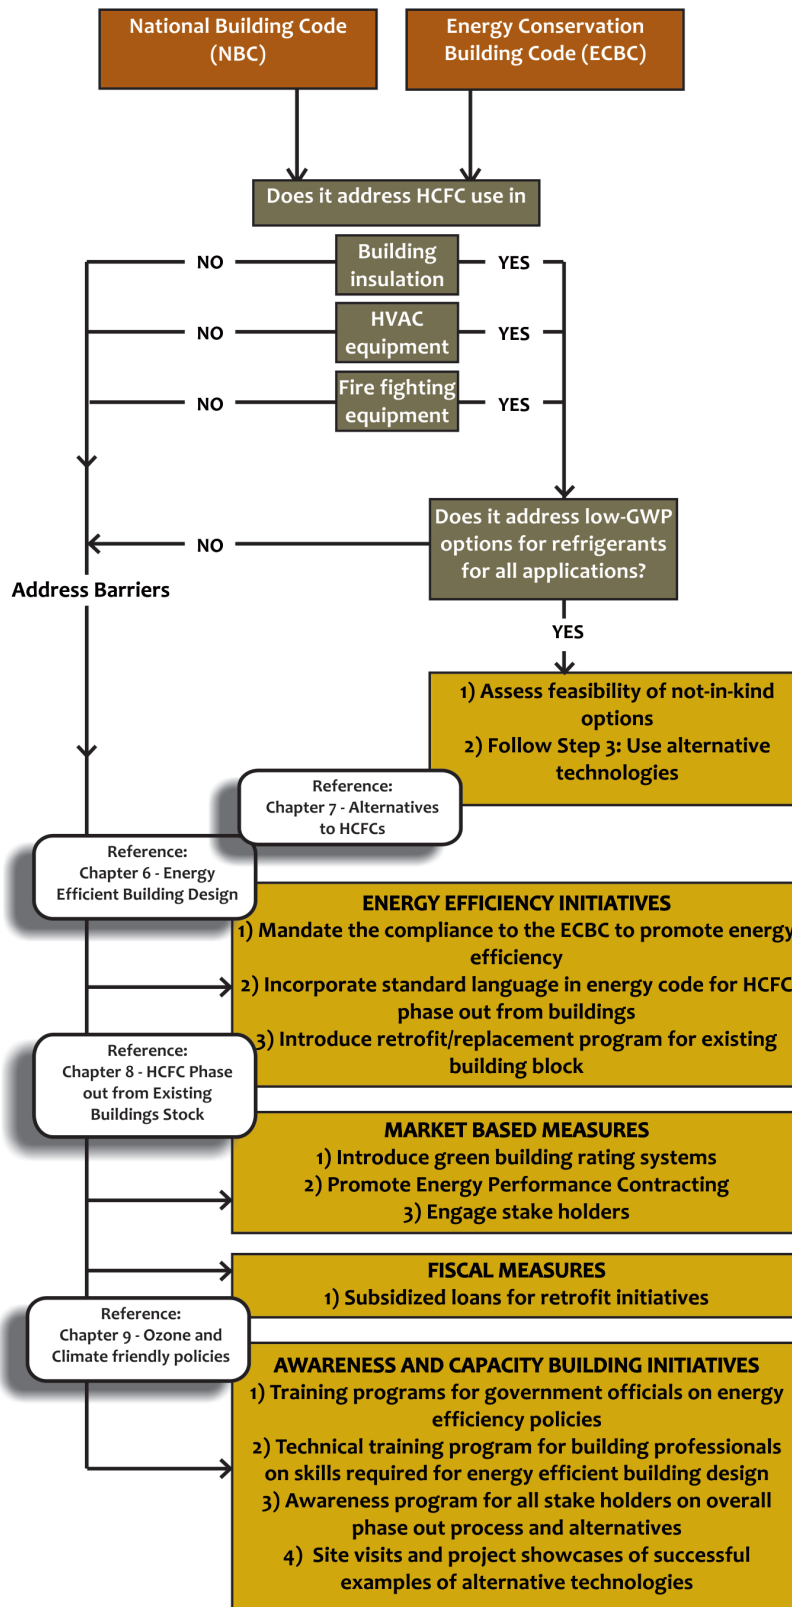 National Building Code
(NBC)
Energy Conservation
Building Code (ECBC)
Does it address HCFC use in
NO
Building
insulation
YES
NO
HVAC
equipment
YES
NO
Fire fighting
equipment
YES
Does it address low-GWP
options for refrigerants
for all applications?
NO
Address Barriers
YES
1) Assess feasibility of not-in-kind
options
2) Follow Step 3: Use alternative
technologies
Reference:
Chapter 7 - Alternatives
to HCFCs
Reference:
Chapter 6 - Energy
Efficient Building Design
ENERGY EFFICIENCY INITIATIVES
1) Mandate the compliance to the ECBC to promote energy
efficiency
2) Incorporate standard language in energy code for HCFC
phase out from buildings
3) Introduce retrofit/replacement program for existing
building block
Reference:
Chapter 8 - HCFC Phase
out from Existing
Buildings Stock
MARKET BASED MEASURES
1) Introduce green building rating systems
2) Promote Energy Performance Contracting
3) Engage stake holders
FISCAL MEASURES
1) Subsidized loans for retrofit initiatives
Reference:
Chapter 9 - Ozone and
Climate friendly policies
AWARENESS AND CAPACITY BUILDING INITIATIVES
1) Training programs for government officials on energy
efficiency policies
2) Technical training program for building professionals
on skills required for energy efficient building design
3) Awareness program for all stake holders on overall
phase out process and alternatives
4) Site visits and project showcases of successful
examples of alternative technologies